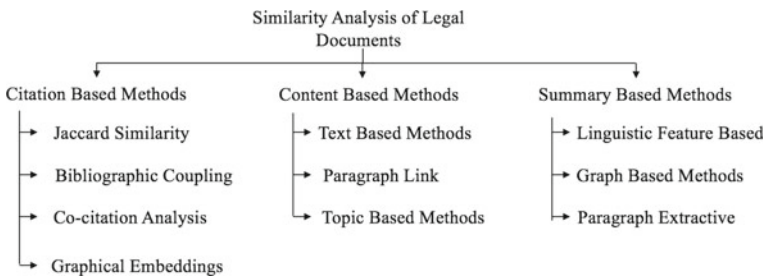 Similarity Analysis of Legal
Documents
Citation Based Methods
Jaccard Similarity
Bibliographic Coupling
Co-citation Analysis
Graphical Embeddings
Content Based Methods
Text Based Methods
Paragraph Link
Topic Based Methods
Summary Based Methods
Linguistic Feature Based
Graph Based Methods
Paragraph Extractive